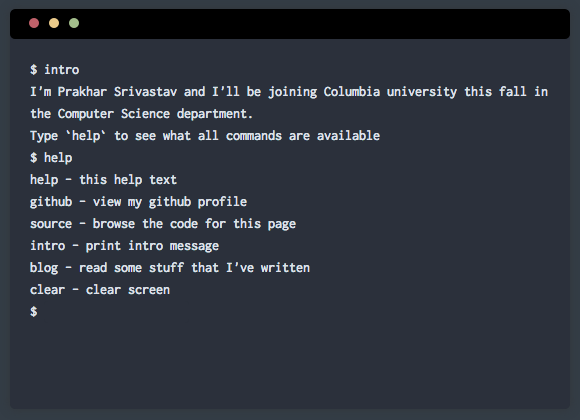 $ intro
I'm Prakhar Srivastav and I'll be joining Columbia university this fall in
the Computer Science department.
Type `help` to see what all commands are available
$ help
help - this help text
github - view my github profile
source - browse the code for this page
intro - print intro message
blog - read some stuff that I've written
clear - clear screen
$